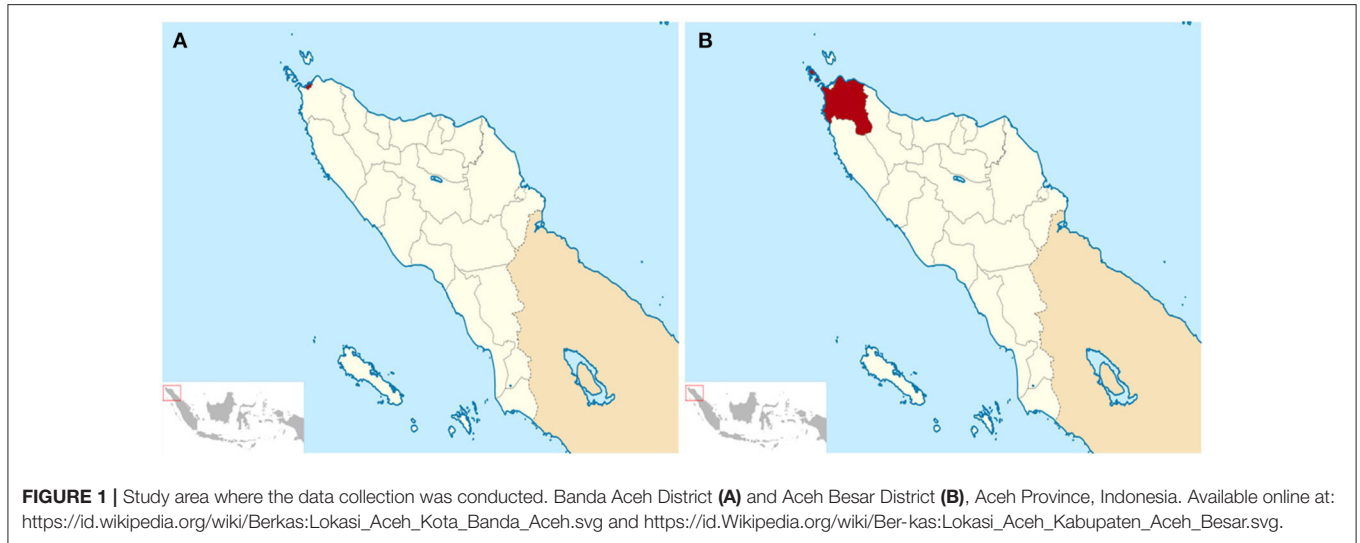 A
B
FIGURE 1 | Study area where the data collection was conducted. Banda Aceh District (A) and Aceh Besar District (B), Aceh Province, Indonesia. Available online at:
https://id.wikipedia.org/wiki/Berkas:Lokasi_Aceh_Kota_Banda_Aceh.svg and https://id.Wikipedia.org/wiki/Ber-kas:Lokasi_Aceh_Kabupaten_Aceh_Besar.svg.